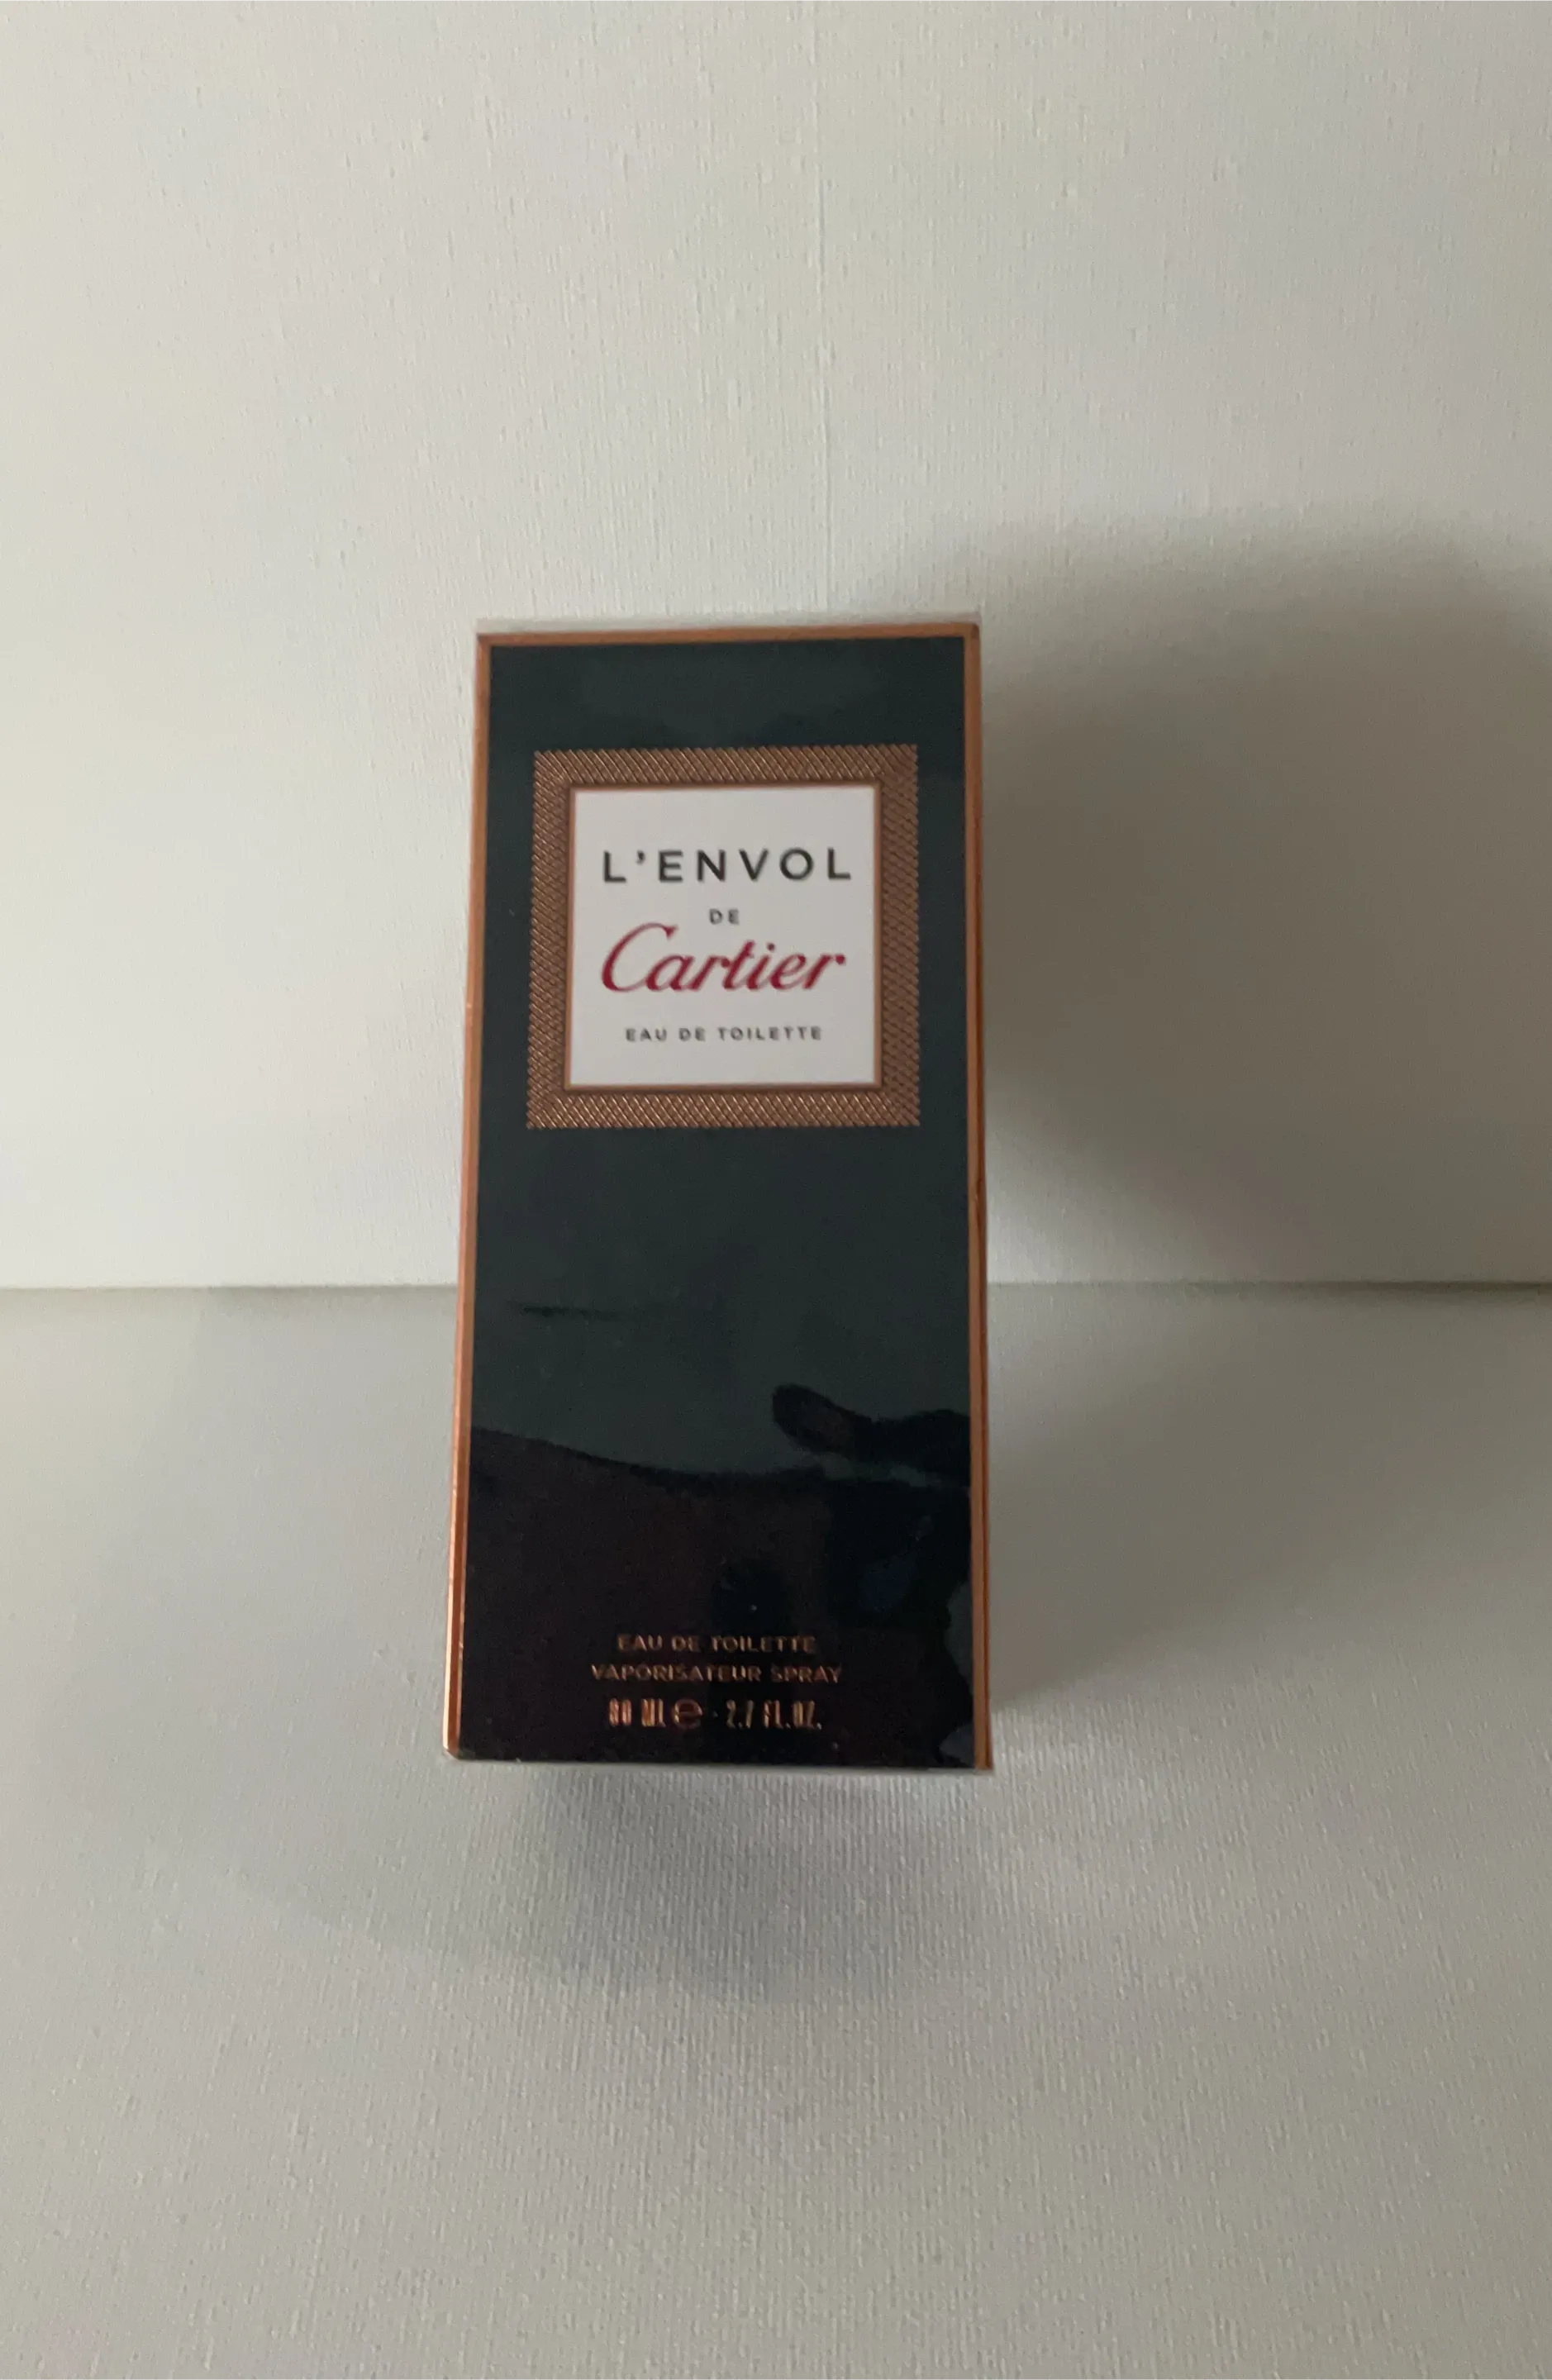 L'ENVOL
DE
Cartier
EAU DE TOILETTE
EAU DE TOILETTE
VAPORISATEUR SPRAY
80 ML ℮ · 2.7 FL.OZ.